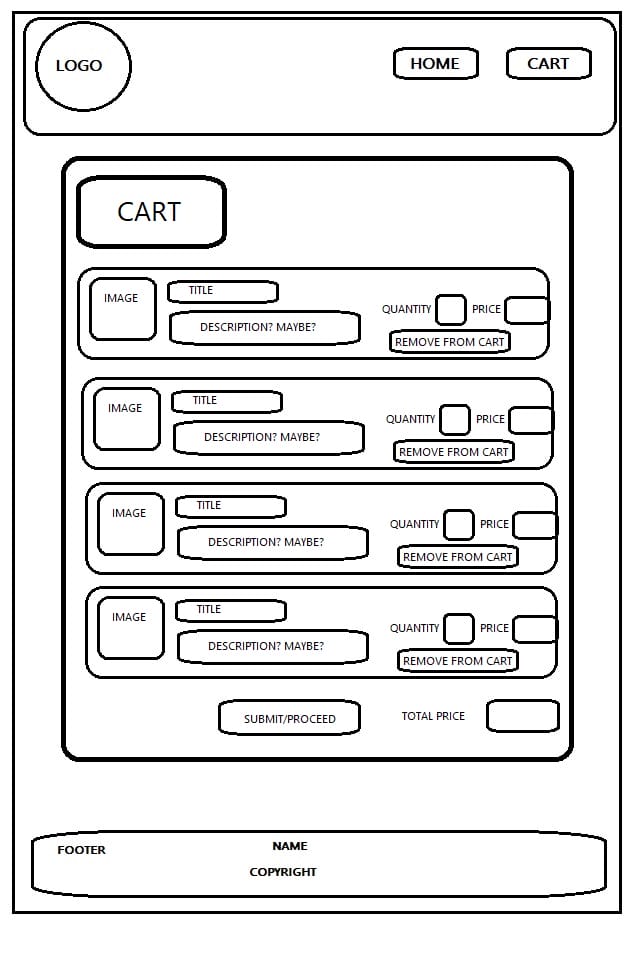 LOGO
HOME
CART
CART
IMAGE
TITLE
DESCRIPTION? MAYBE?
QUANTITY
PRICE
REMOVE FROM CART
IMAGE
TITLE
DESCRIPTION? MAYBE?
QUANTITY
PRICE
REMOVE FROM CART
IMAGE
TITLE
DESCRIPTION? MAYBE?
QUANTITY
PRICE
REMOVE FROM CART
IMAGE
TITLE
DESCRIPTION? MAYBE?
QUANTITY
PRICE
REMOVE FROM CART
SUBMIT/PROCEED
TOTAL PRICE
FOOTER
NAME
COPYRIGHT